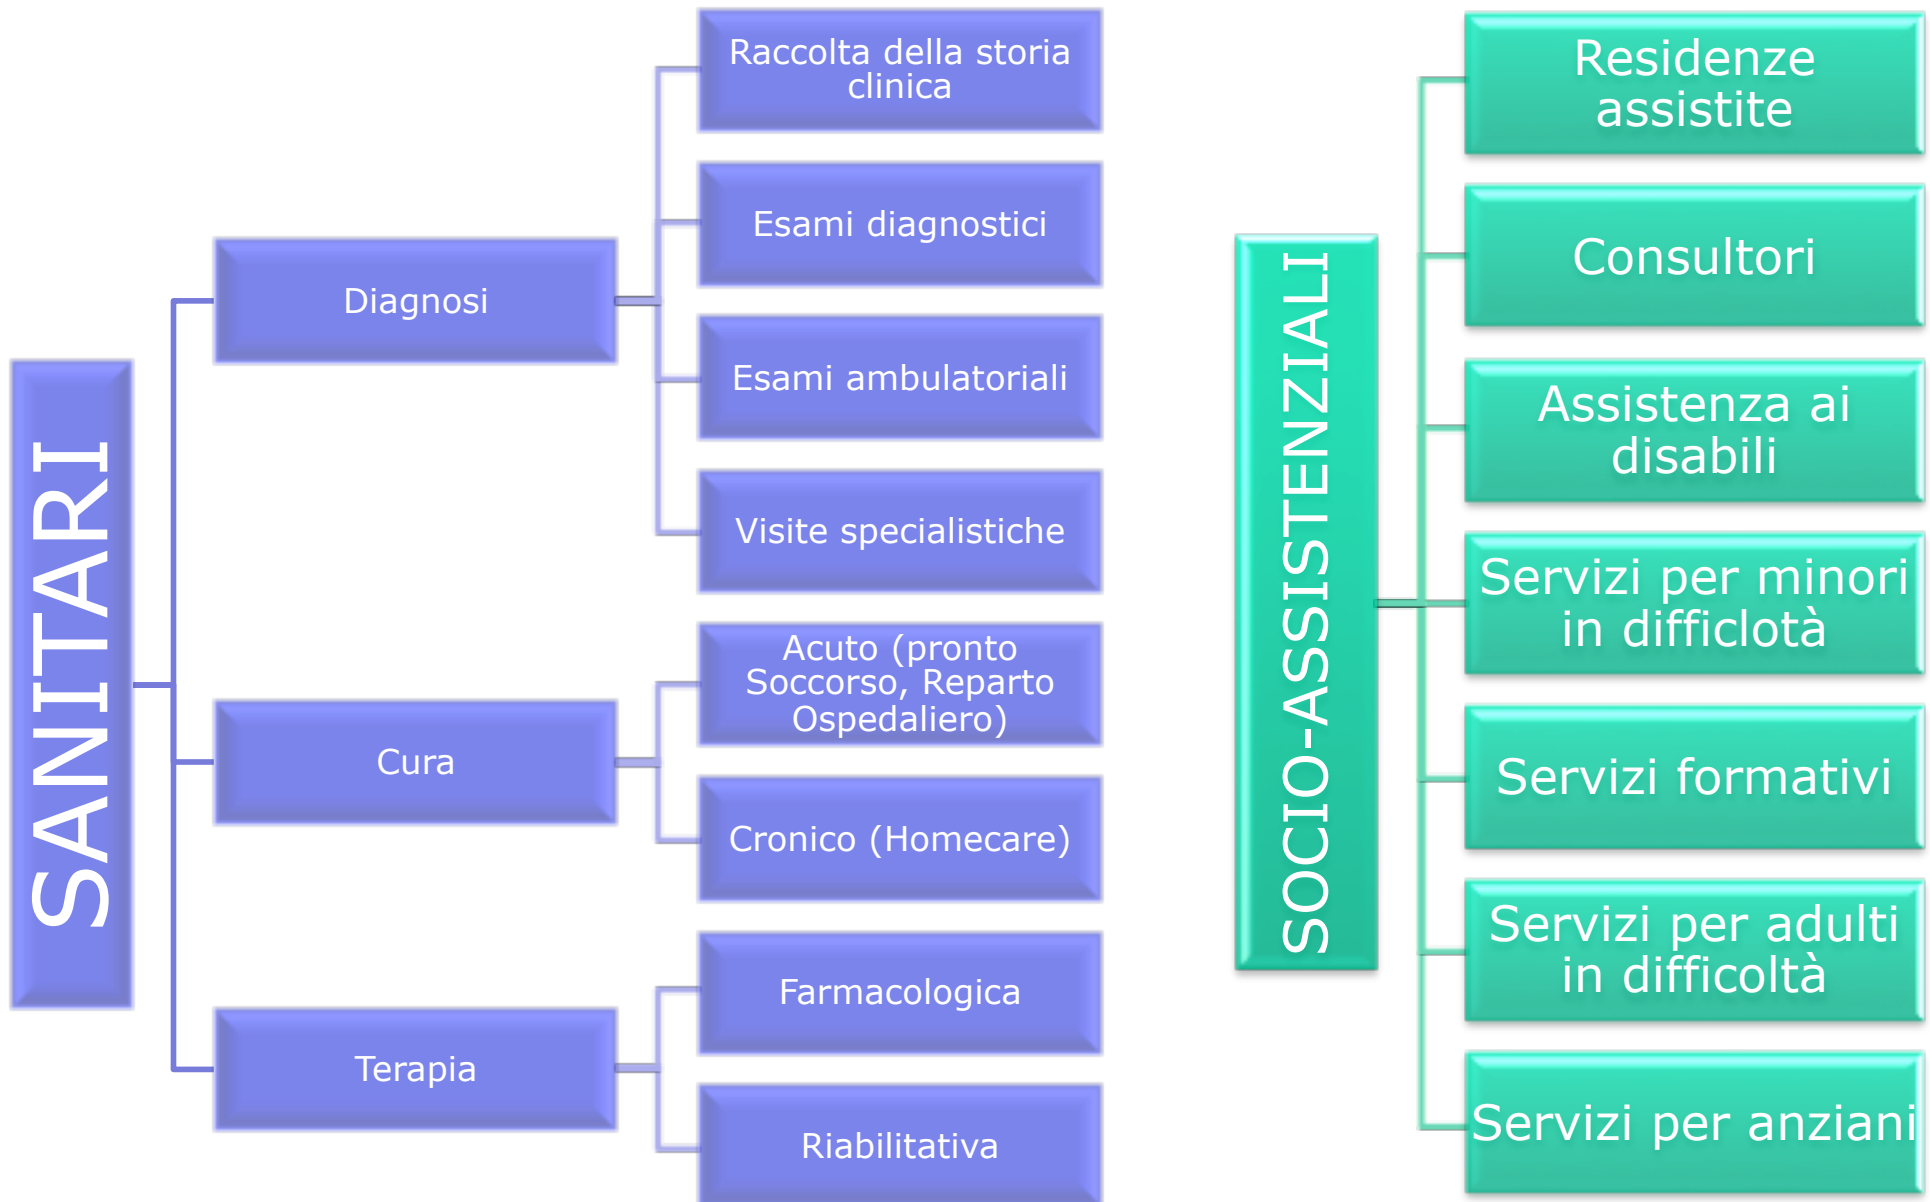 SANITARI
Diagnosi
Raccolta della storia
clinica
Esami diagnostici
Esami ambulatoriali
Visite specialistiche
Cura
Acuto (pronto
Soccorso, Reparto
Ospedaliero)
Cronico (Homecare)
Terapia
Farmacologica
Riabilitativa
SOCIO-ASSISTENZIALI
Residenze
assistite
Consultori
Assistenza ai
disabili
Servizi per minori
in difficlotà
Servizi formativi
Servizi per adulti
in difficoltà
Servizi per anziani